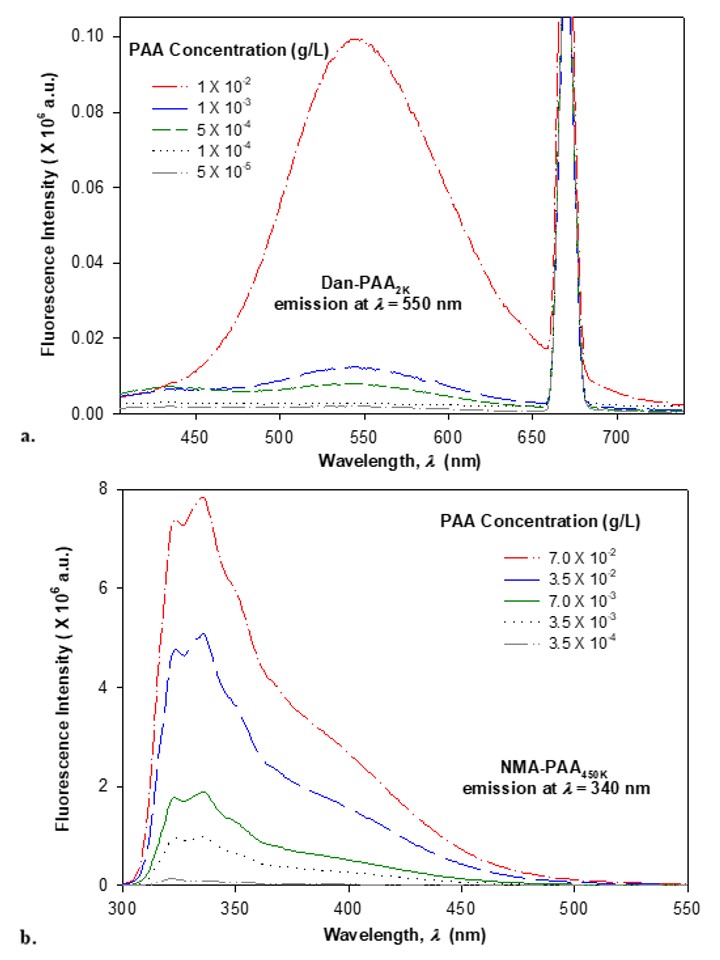 Fluorescence Intensity ( X 10⁶ a.u.)
0.10
0.08
0.06
0.04
0.02
0.00
PAA Concentration (g/L)
1 X 10⁻²
1 X 10⁻³
5 X 10⁻⁴
1 X 10⁻⁴
5 X 10⁻⁵
Dan-PAA₂ₖ
emission at λ = 550 nm
450 500 550 600 650 700
Wavelength, λ (nm)
a.
Fluorescence Intensity ( X 10⁶ a.u.)
8
6
4
2
0
PAA Concentration (g/L)
7.0 X 10⁻²
3.5 X 10⁻²
7.0 X 10⁻³
3.5 X 10⁻³
3.5 X 10⁻⁴
NMA-PAA₄₅₀ₖ
emission at λ = 340 nm
300 350 400 450 500 550
Wavelength, λ (nm)
b.